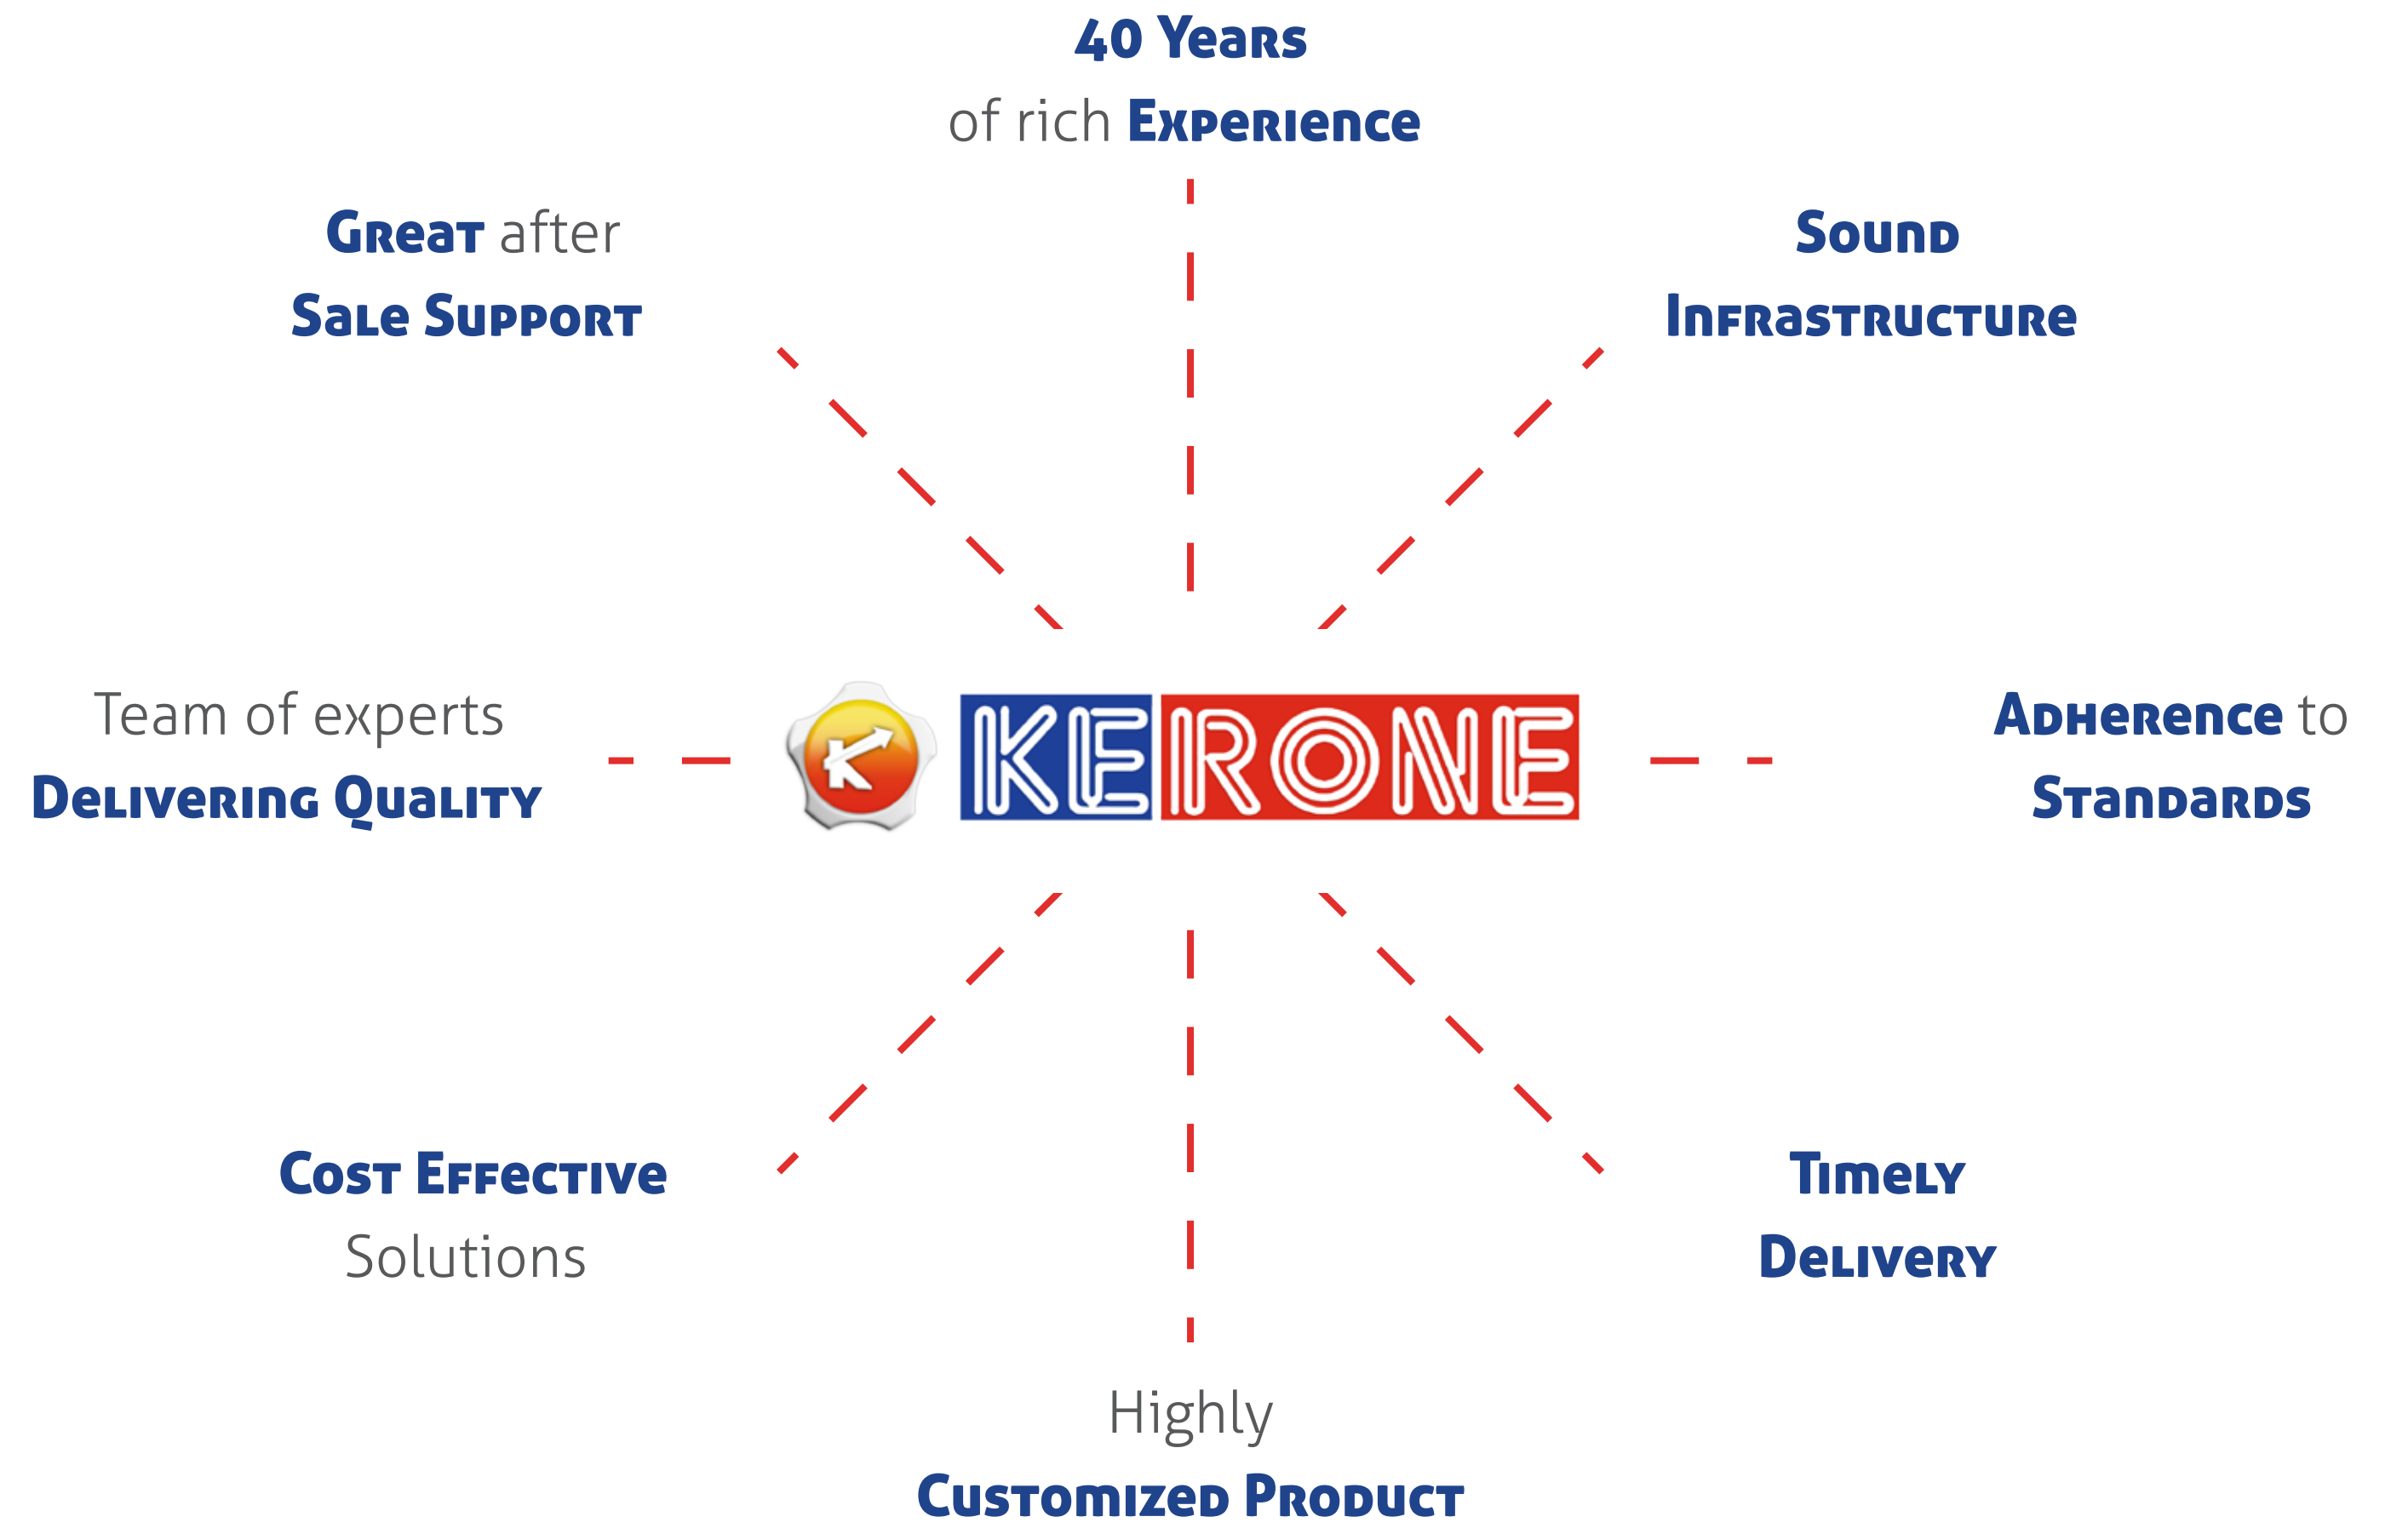 40 Years
of rich Experience
Great after
Sale Support
Sound
Infrastructure
Team of experts
Delivering Quality
K KERONE
Adherence to
Standards
Cost Effective
Solutions
Timely
Delivery
Highly
Customized Product